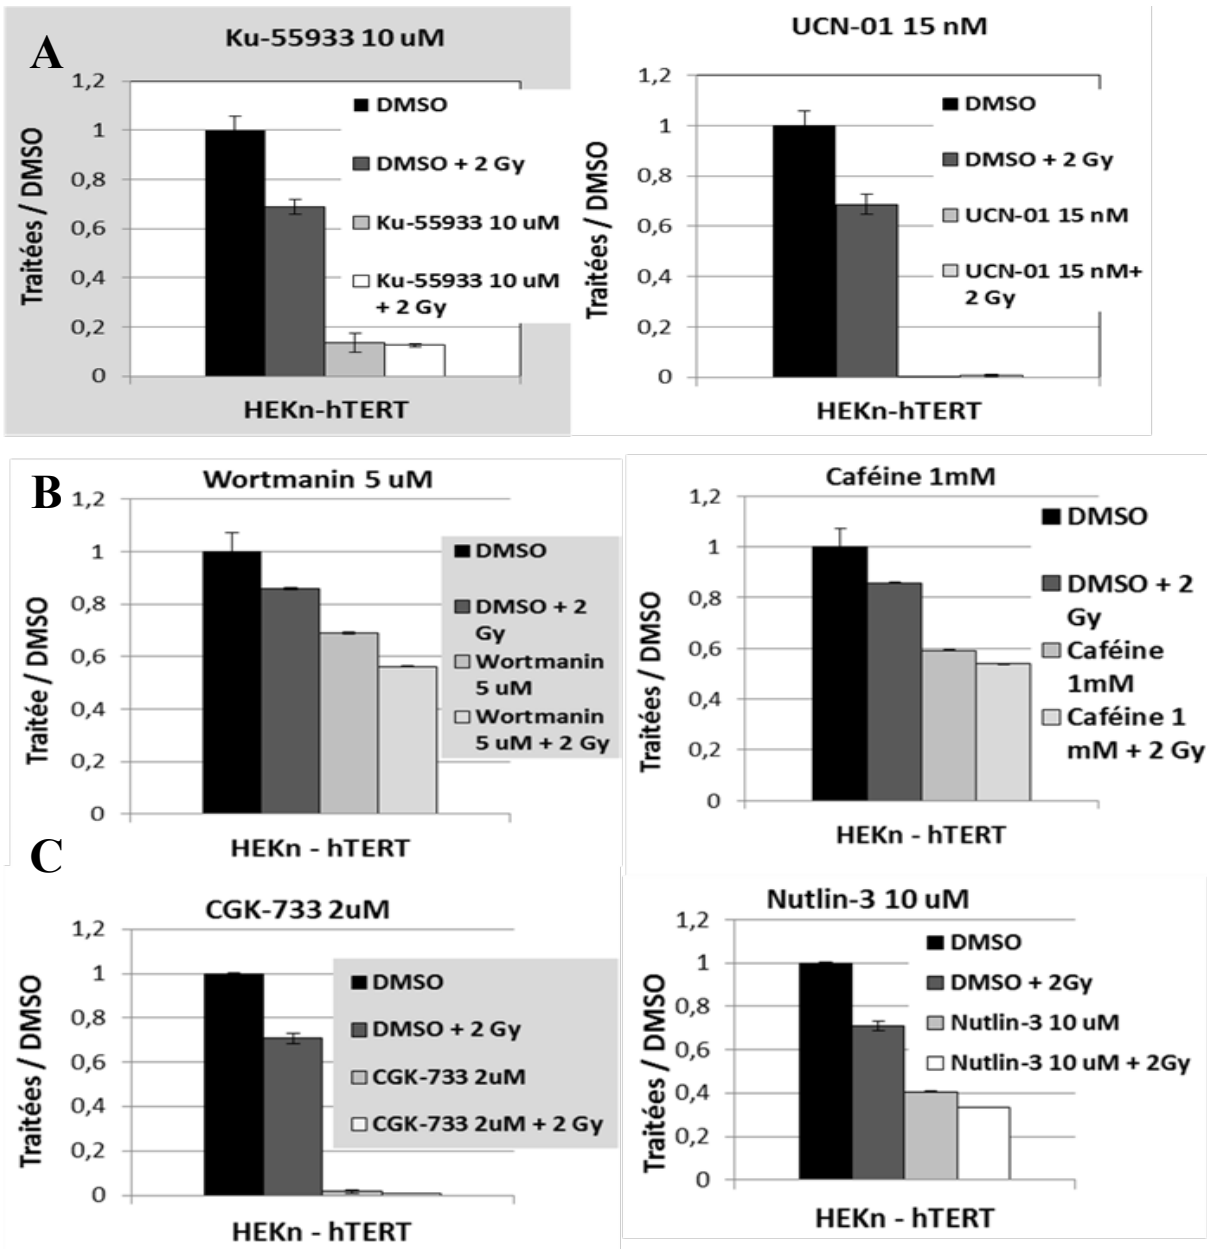 A
Ku-55933 10 uM
1,2
1
0,8
0,6
0,4
0,2
0
Traitées / DMSO
DMSO
DMSO + 2 Gy
Ku-55933 10 uM
Ku-55933 10 uM
+ 2 Gy
HEKn-hTERT
UCN-01 15 nM
1,2
1
0,8
0,6
0,4
0,2
0
Traitées / DMSO
DMSO
DMSO + 2 Gy
UCN-01 15 nM
UCN-01 15 nM+
2 Gy
HEKn-hTERT
B
Wortmanin 5 uM
1,2
1
0,8
0,6
0,4
0,2
0
Traitée / DMSO
DMSO
DMSO + 2
Gy
Wortmanin
5 uM
Wortmanin
5 uM + 2 Gy
HEKn - hTERT
Caféine 1mM
1,2
1
0,8
0,6
0,4
0,2
0
Traitées / DMSO
DMSO
DMSO + 2
Gy
Caféine
1mM
Caféine 1
mM + 2 Gy
HEKn - hTERT
C
CGK-733 2uM
1,2
1
0,8
0,6
0,4
0,2
0
Traitées / DMSO
DMSO
DMSO + 2 Gy
CGK-733 2uM
CGK-733 2uM + 2 Gy
HEKn - hTERT
Nutlin-3 10 uM
1,2
1
0,8
0,6
0,4
0,2
0
Traitées / DMSO
DMSO
DMSO + 2Gy
Nutlin-3 10 uM
Nutlin-3 10 uM + 2Gy
HEKn - hTERT